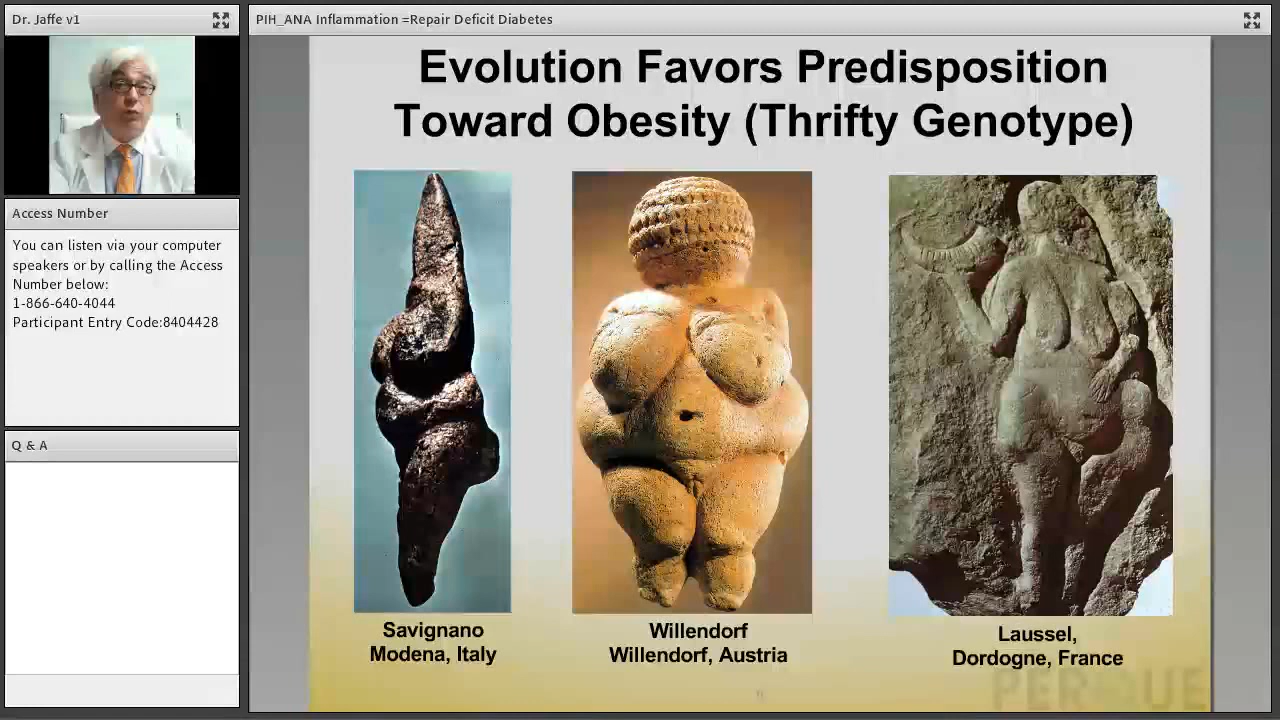 Dr. Jaffe v1
PIH_ANA Inflammation =Repair Deficit Diabetes
Access Number
You can listen via your computer
speakers or by calling the Access
Number below:
1-866-640-4044
Participant Entry Code:8404428
Q & A
Evolution Favors Predisposition
Toward Obesity (Thrifty Genotype)
Savignano
Modena, Italy
Willendorf
Willendorf, Austria
Laussel,
Dordogne, France